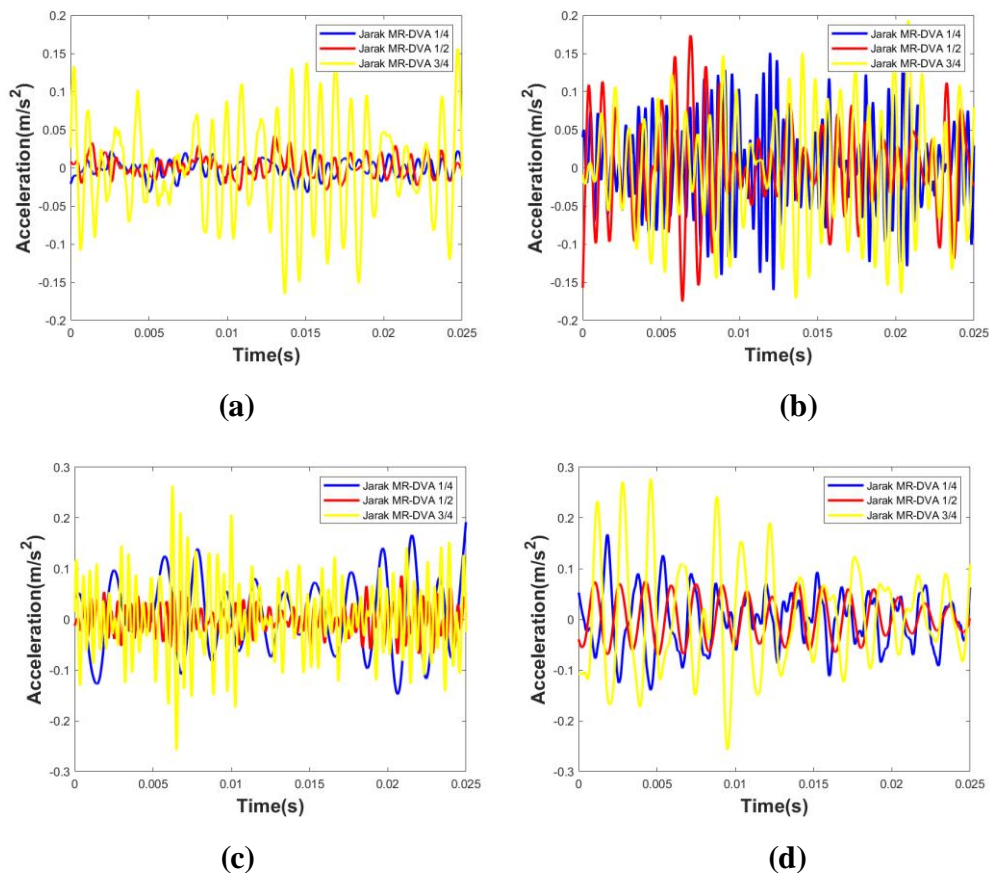 0.2
0.15
0.1
0.05
0
-0.05
-0.1
-0.15
-0.2
Acceleration(m/s²)
Jarak MR-DVA 1/4
Jarak MR-DVA 1/2
Jarak MR-DVA 3/4
0 0.005 0.01 0.015 0.02 0.025
Time(s)
(a)
0.2
0.15
0.1
0.05
0
-0.05
-0.1
-0.15
-0.2
Acceleration(m/s²)
Jarak MR-DVA 1/4
Jarak MR-DVA 1/2
Jarak MR-DVA 3/4
0 0.005 0.01 0.015 0.02 0.025
Time(s)
(b)
0.3
0.2
0.1
0
-0.1
-0.2
-0.3
Acceleration(m/s²)
Jarak MR-DVA 1/4
Jarak MR-DVA 1/2
Jarak MR-DVA 3/4
0 0.005 0.01 0.015 0.02 0.025
Time(s)
(c)
0.3
0.2
0.1
0
-0.1
-0.2
-0.3
Acceleration(m/s²)
Jarak MR-DVA 1/4
Jarak MR-DVA 1/2
Jarak MR-DVA 3/4
0 0.005 0.01 0.015 0.02 0.025
Time(s)
(d)